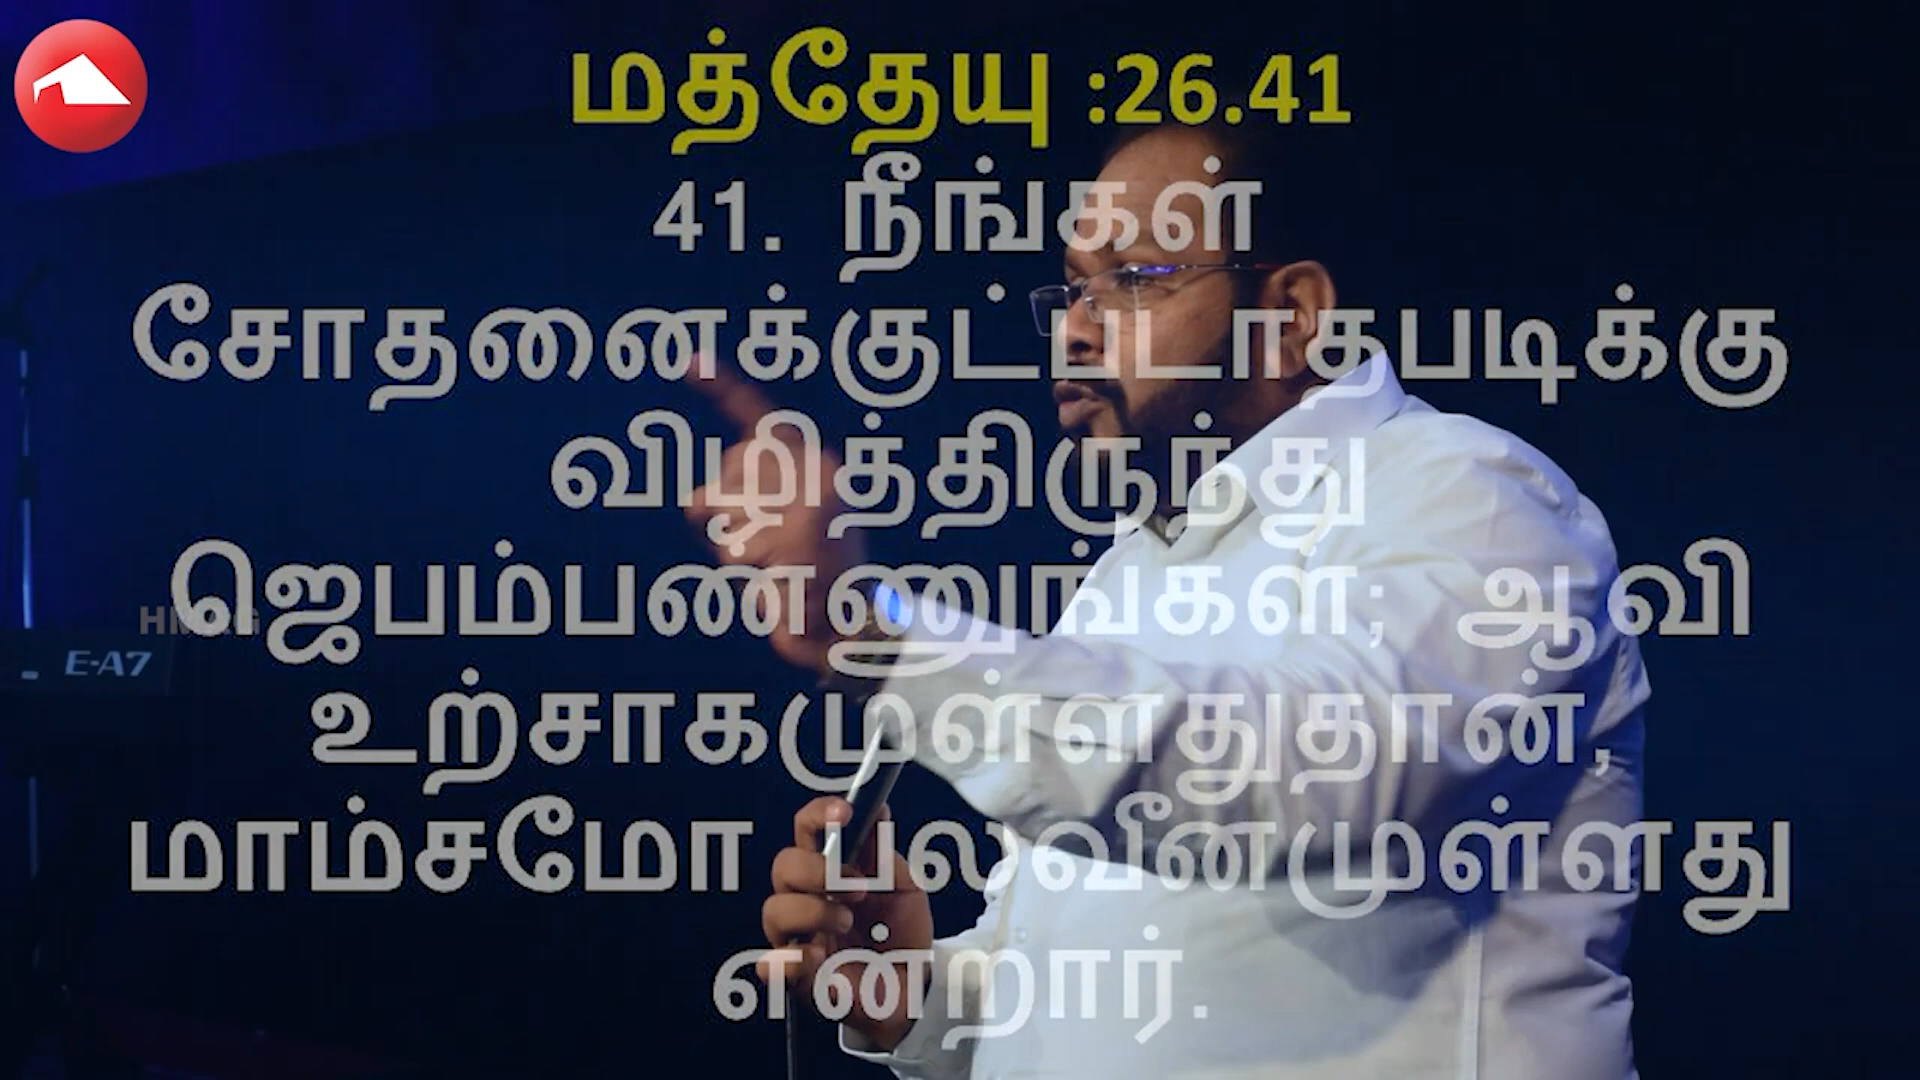 மத்தேயு :26.41
41. நீங்கள்
சோதனைக்குட்படாதபடிக்கு
விழித்திருந்து
ஜெபம்பண்ணுங்கள்; ஆவி
E-A7
உற்சாகமுள்ளதுதான்,
மாம்சமோ பலவீனமுள்ளது
என்றார்.